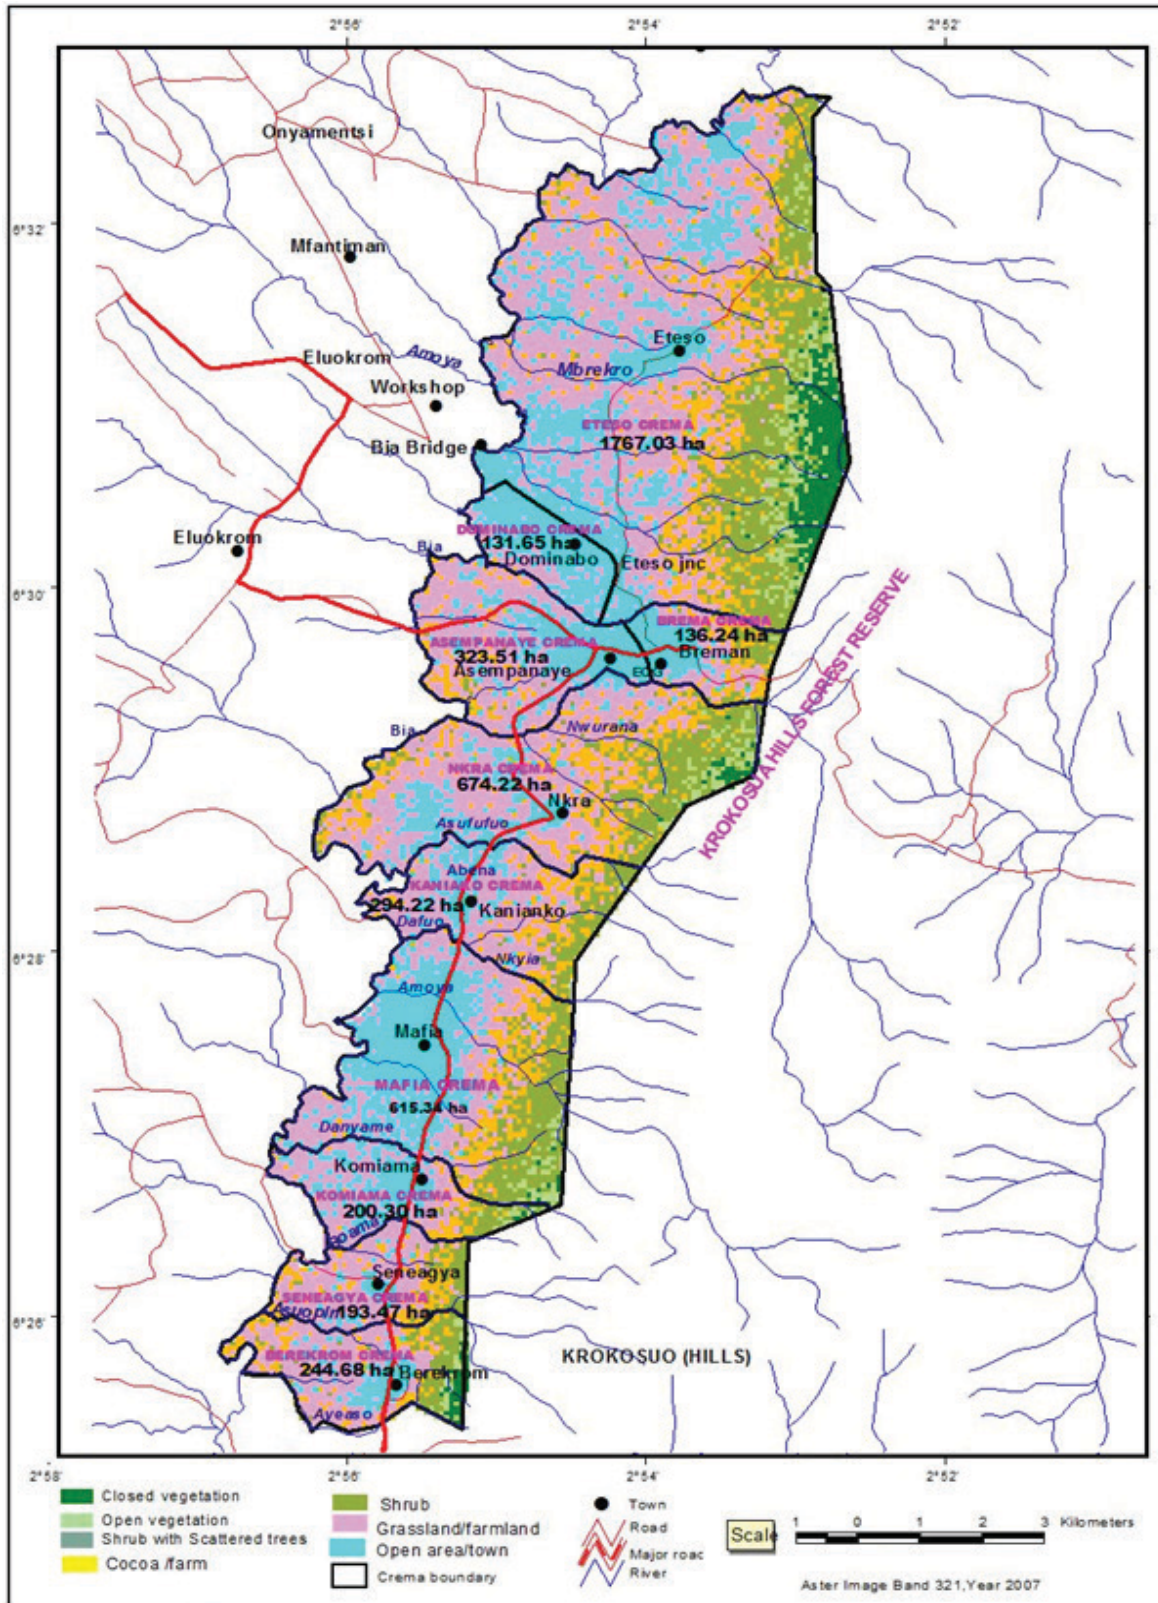 2°56' 2°54' 2°52'
Onyamentsi
6°32'
Mfantiman
Eteso
Eluokrom
Amoya
Mbrekro
Workshop
ETESO CREMA
1767.03 ha
Bia Bridge
DOMINABO CREMA
131.65 ha
Eluokrom
Bia
Dominabo
Eteso jnc
6°30'
KROKOSUA HILLS FOREST RESERVE
BREMA CREMA
136.24 ha
Breman
ASEMPANAYE CREMA
323.51 ha
Asempanaye
ECG
Nwurana
Bia
NKRA CREMA
674.22 ha
Nkra
Asufufuo
Abena
KANIAKO CREMA
294.22 ha
Kanianko
Dafuo
6°28'
Nkyia
Amoya
Mafia
MAFIA CREMA
615.34 ha
Danyame
Komiama
KOMIAMA CREMA
200.30 ha
Seneagya
SENEAGYA CREMA
193.47 ha
6°26'
BEREKROM CREMA
244.68 ha
Berekrom
KROKOSUO (HILLS)
Ayeaso
2°58' 2°56' 2°54' 2°52'
Closed vegetation
Open vegetation
Shrub with Scattered trees
Cocoa /farm
Shrub
Grassland/farmland
Open area/town
Crema boundary
Town
Road
Major roac
River
Scale
1 0 1 2 3 Kilometers
Aster Image Band 321,Year 2007